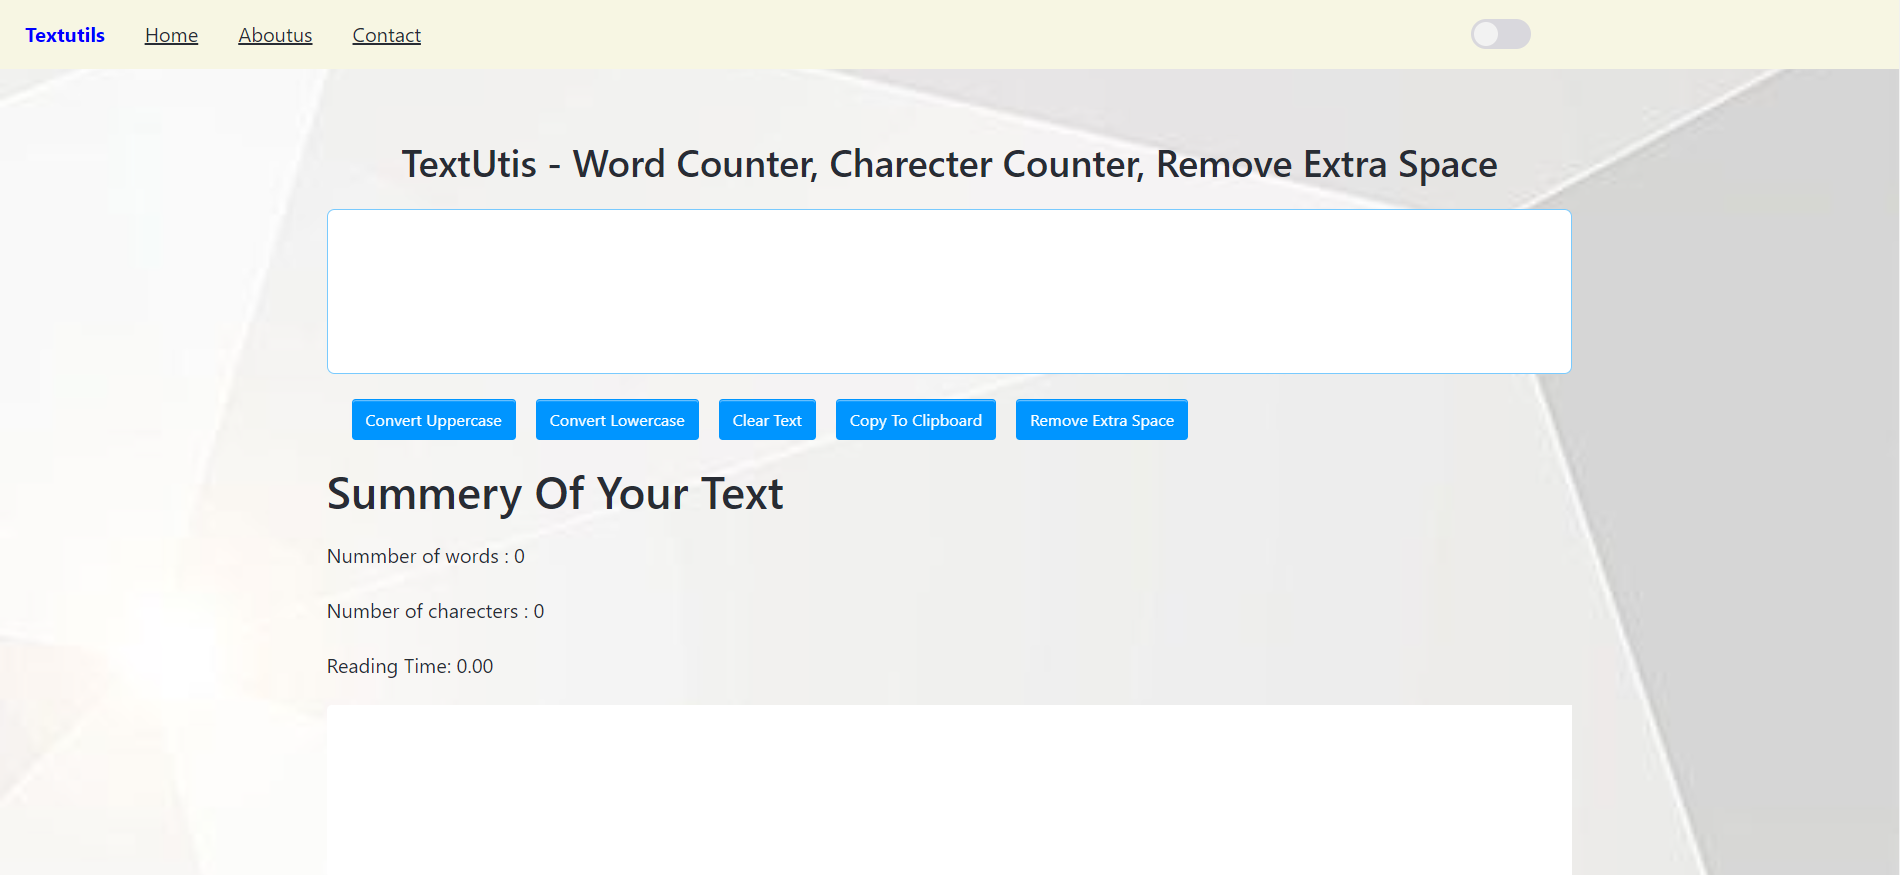 Textutils Home Aboutus Contact
TextUtis - Word Counter, Charecter Counter, Remove Extra Space
Convert Uppercase Convert Lowercase Clear Text Copy To Clipboard Remove Extra Space
Summery Of Your Text
Nummber of words : 0
Number of charecters : 0
Reading Time: 0.00